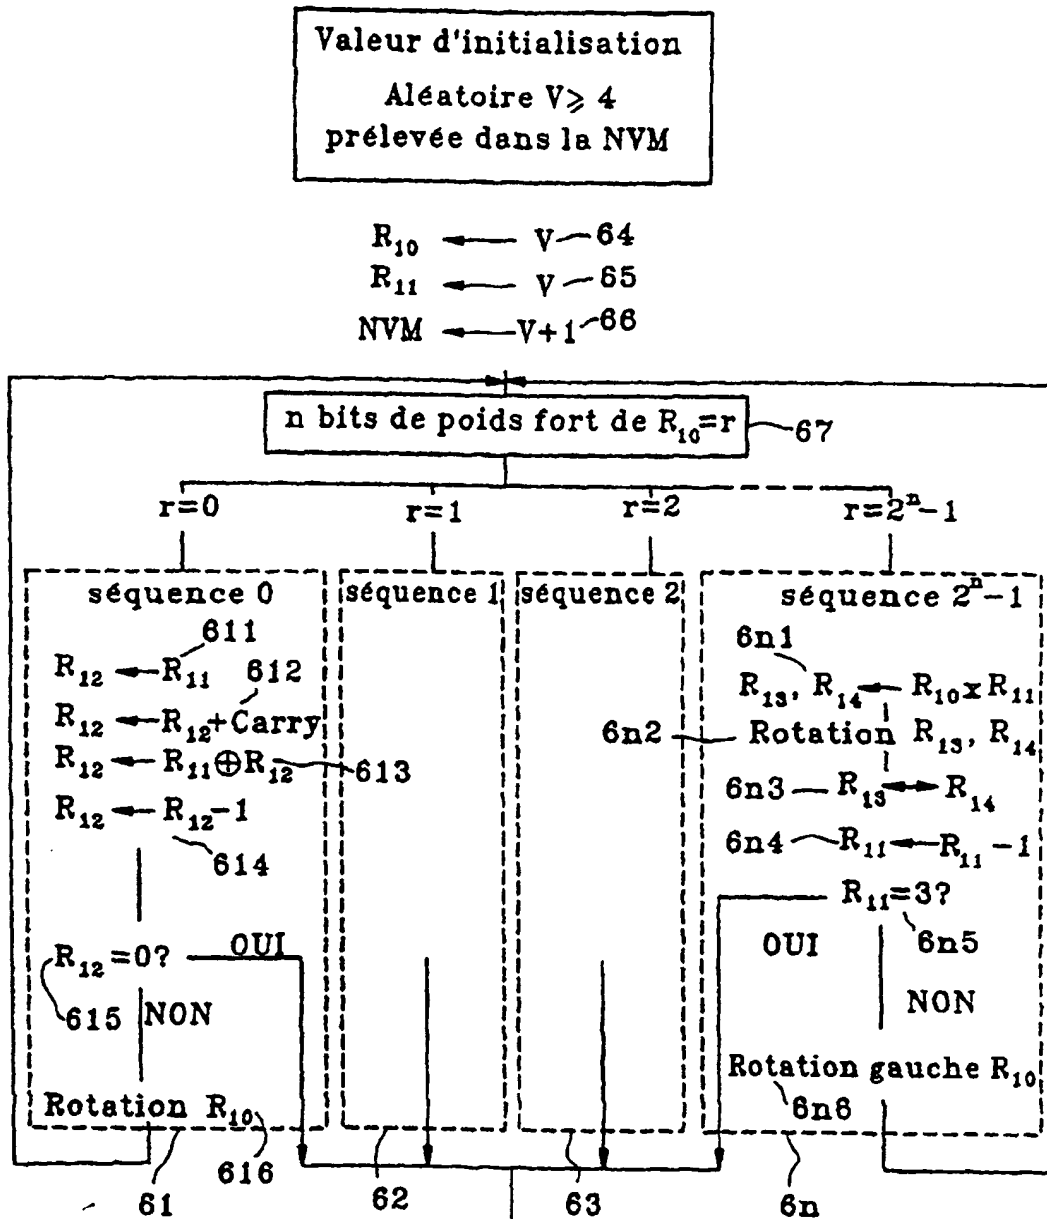 Valeur d'initialisation
Aléatoire V⩾ 4
prélevée dans la NVM
R₁₀ ← V 64
R₁₁ ← V 65
NVM ← V+1 66
n bits de poids fort de R₁₀=r 67
r=0 r=1 r=2 r=2ⁿ-1
séquence 0
611
R₁₂ ← R₁₁ 612
R₁₂ ← R₁₂+Carry
R₁₂ ← R₁₁⊕R₁₂ 613
R₁₂ ← R₁₂-1
614
R₁₂=0? OUI
615 NON
Rotation R₁₀
616
61
séquence 1
62
séquence 2
63
séquence 2ⁿ-1
6n1
R₁₃, R₁₄ ← R₁₀xR₁₁
6n2 Rotation R₁₃, R₁₄
6n3 R₁₃ ↔ R₁₄
6n4 R₁₁ ← R₁₁-1
R₁₁=3?
OUI 6n5
NON
Rotation gauche R₁₀
6n6
6n